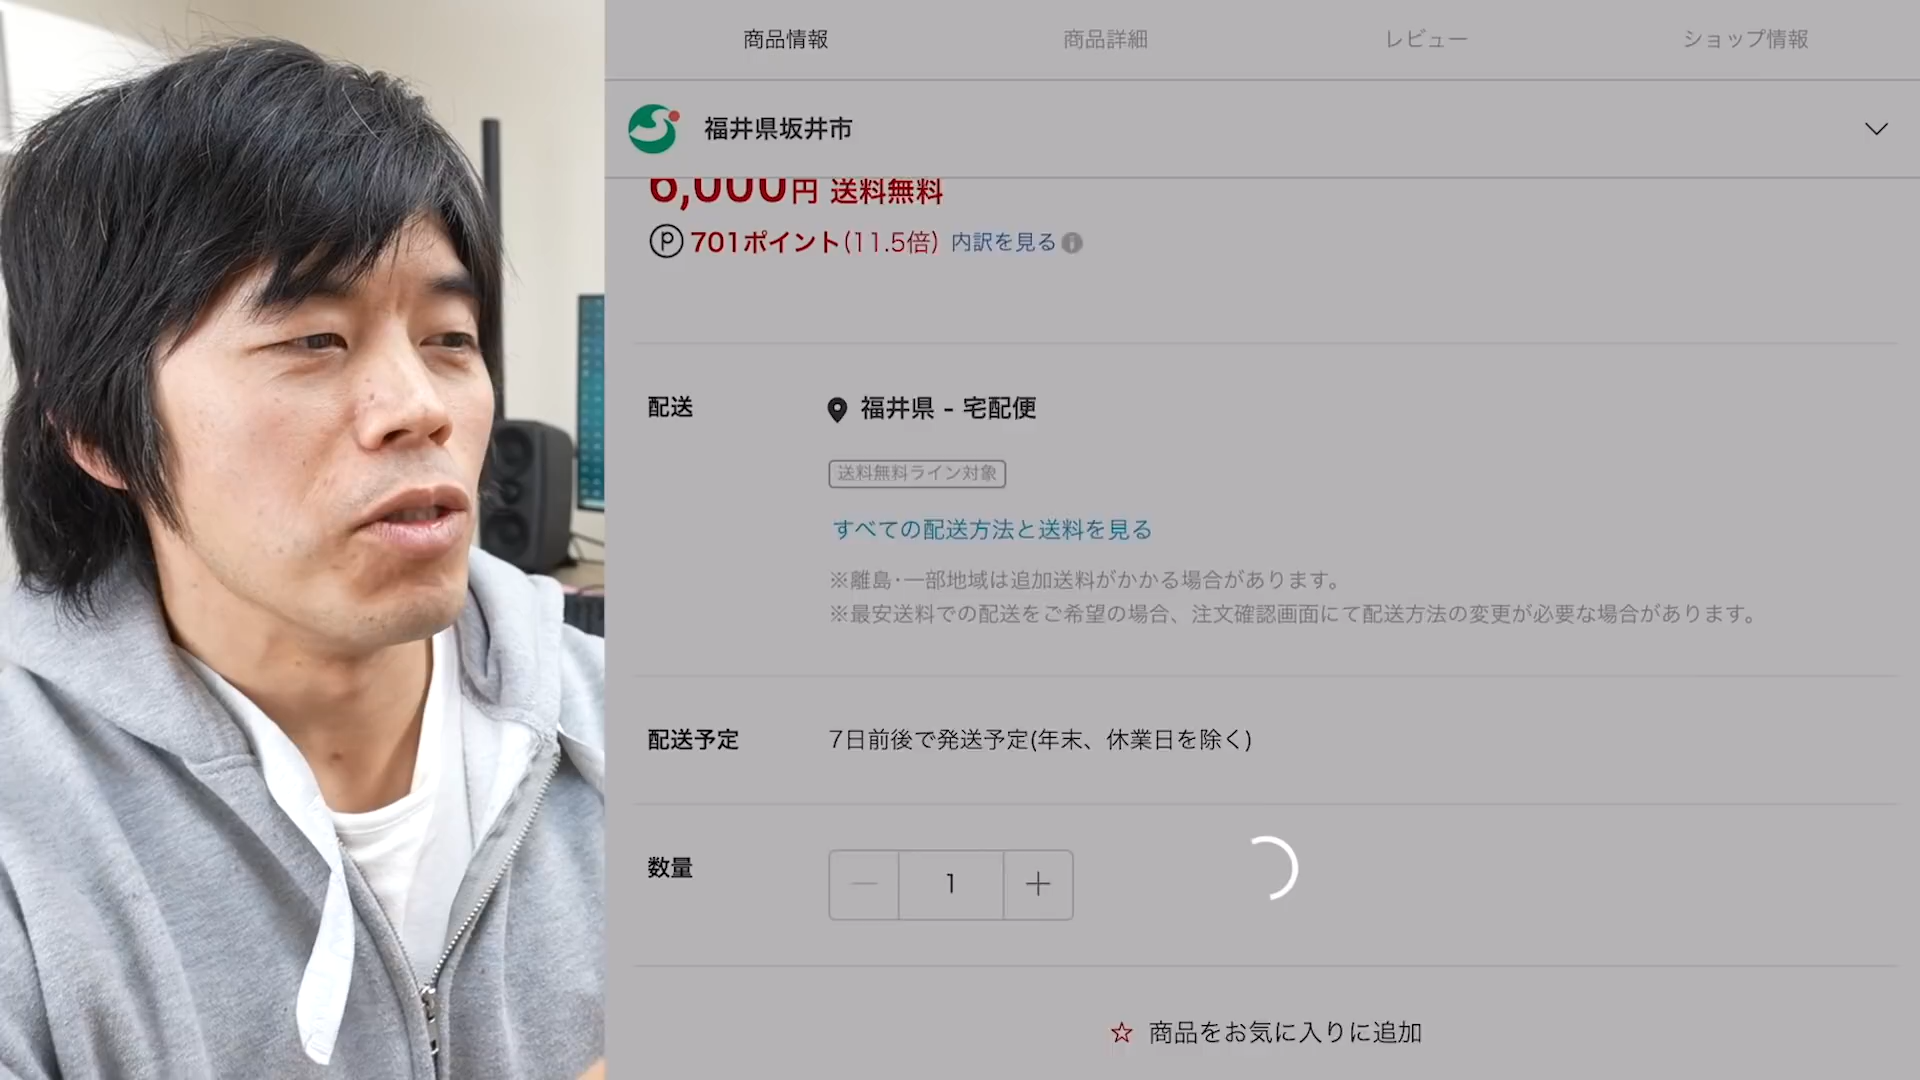 商品情報
商品詳細
レビュー
ショップ情報
福井県坂井市
6,000円 送料無料
701ポイント(11.5倍) 内訳を見る
配送
福井県 - 宅配便
送料無料ライン対象
すべての配送方法と送料を見る
※離島・一部地域は追加送料がかかる場合があります。
※最安送料での配送をご希望の場合、注文確認画面にて配送方法の変更が必要な場合があります。
配送予定
7日前後で発送予定(年末、休業日を除く)
数量
1
商品をお気に入りに追加